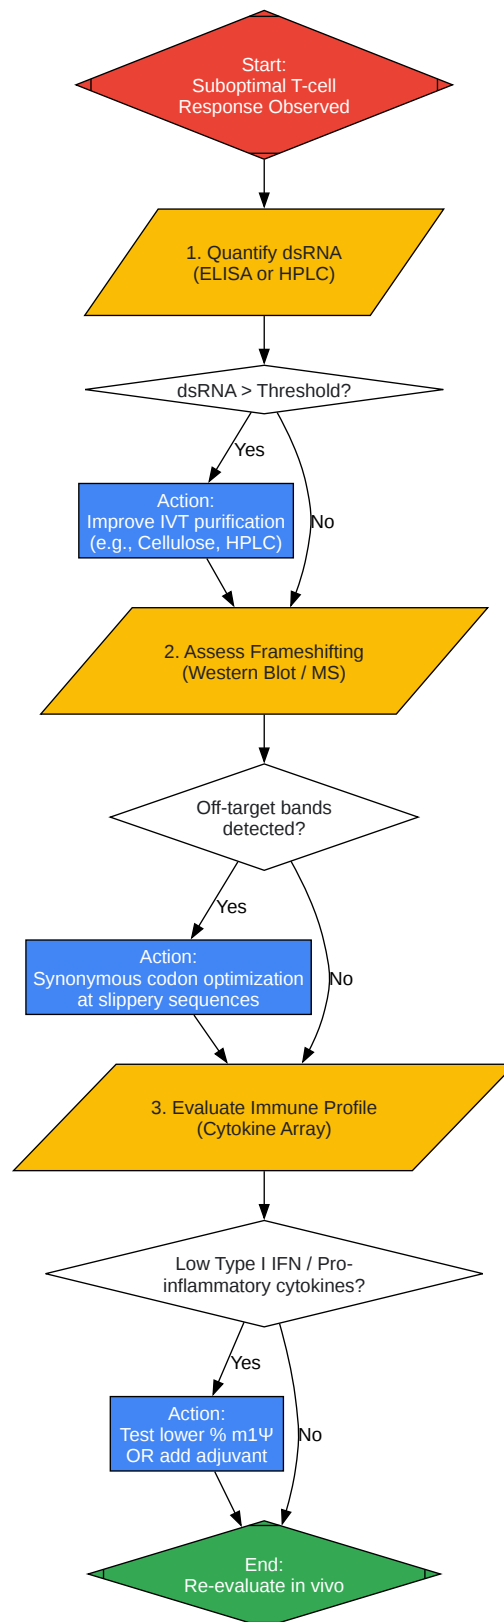 Start:
Suboptimal T-cell
Response Observed
1. Quantify dsRNA
(ELISA or HPLC)
dsRNA > Threshold?
Yes
Action:
Improve IVT purification
(e.g., Cellulose, HPLC)
No
2. Assess Frameshifting
(Western Blot / MS)
Off-target bands
detected?
Yes
Action:
Synonymous codon optimization
at slippery sequences
No
3. Evaluate Immune Profile
(Cytokine Array)
Low Type I IFN / Pro-
inflammatory cytokines?
Yes
Action:
Test lower % m1Ψ
OR add adjuvant
No
End:
Re-evaluate in vivo